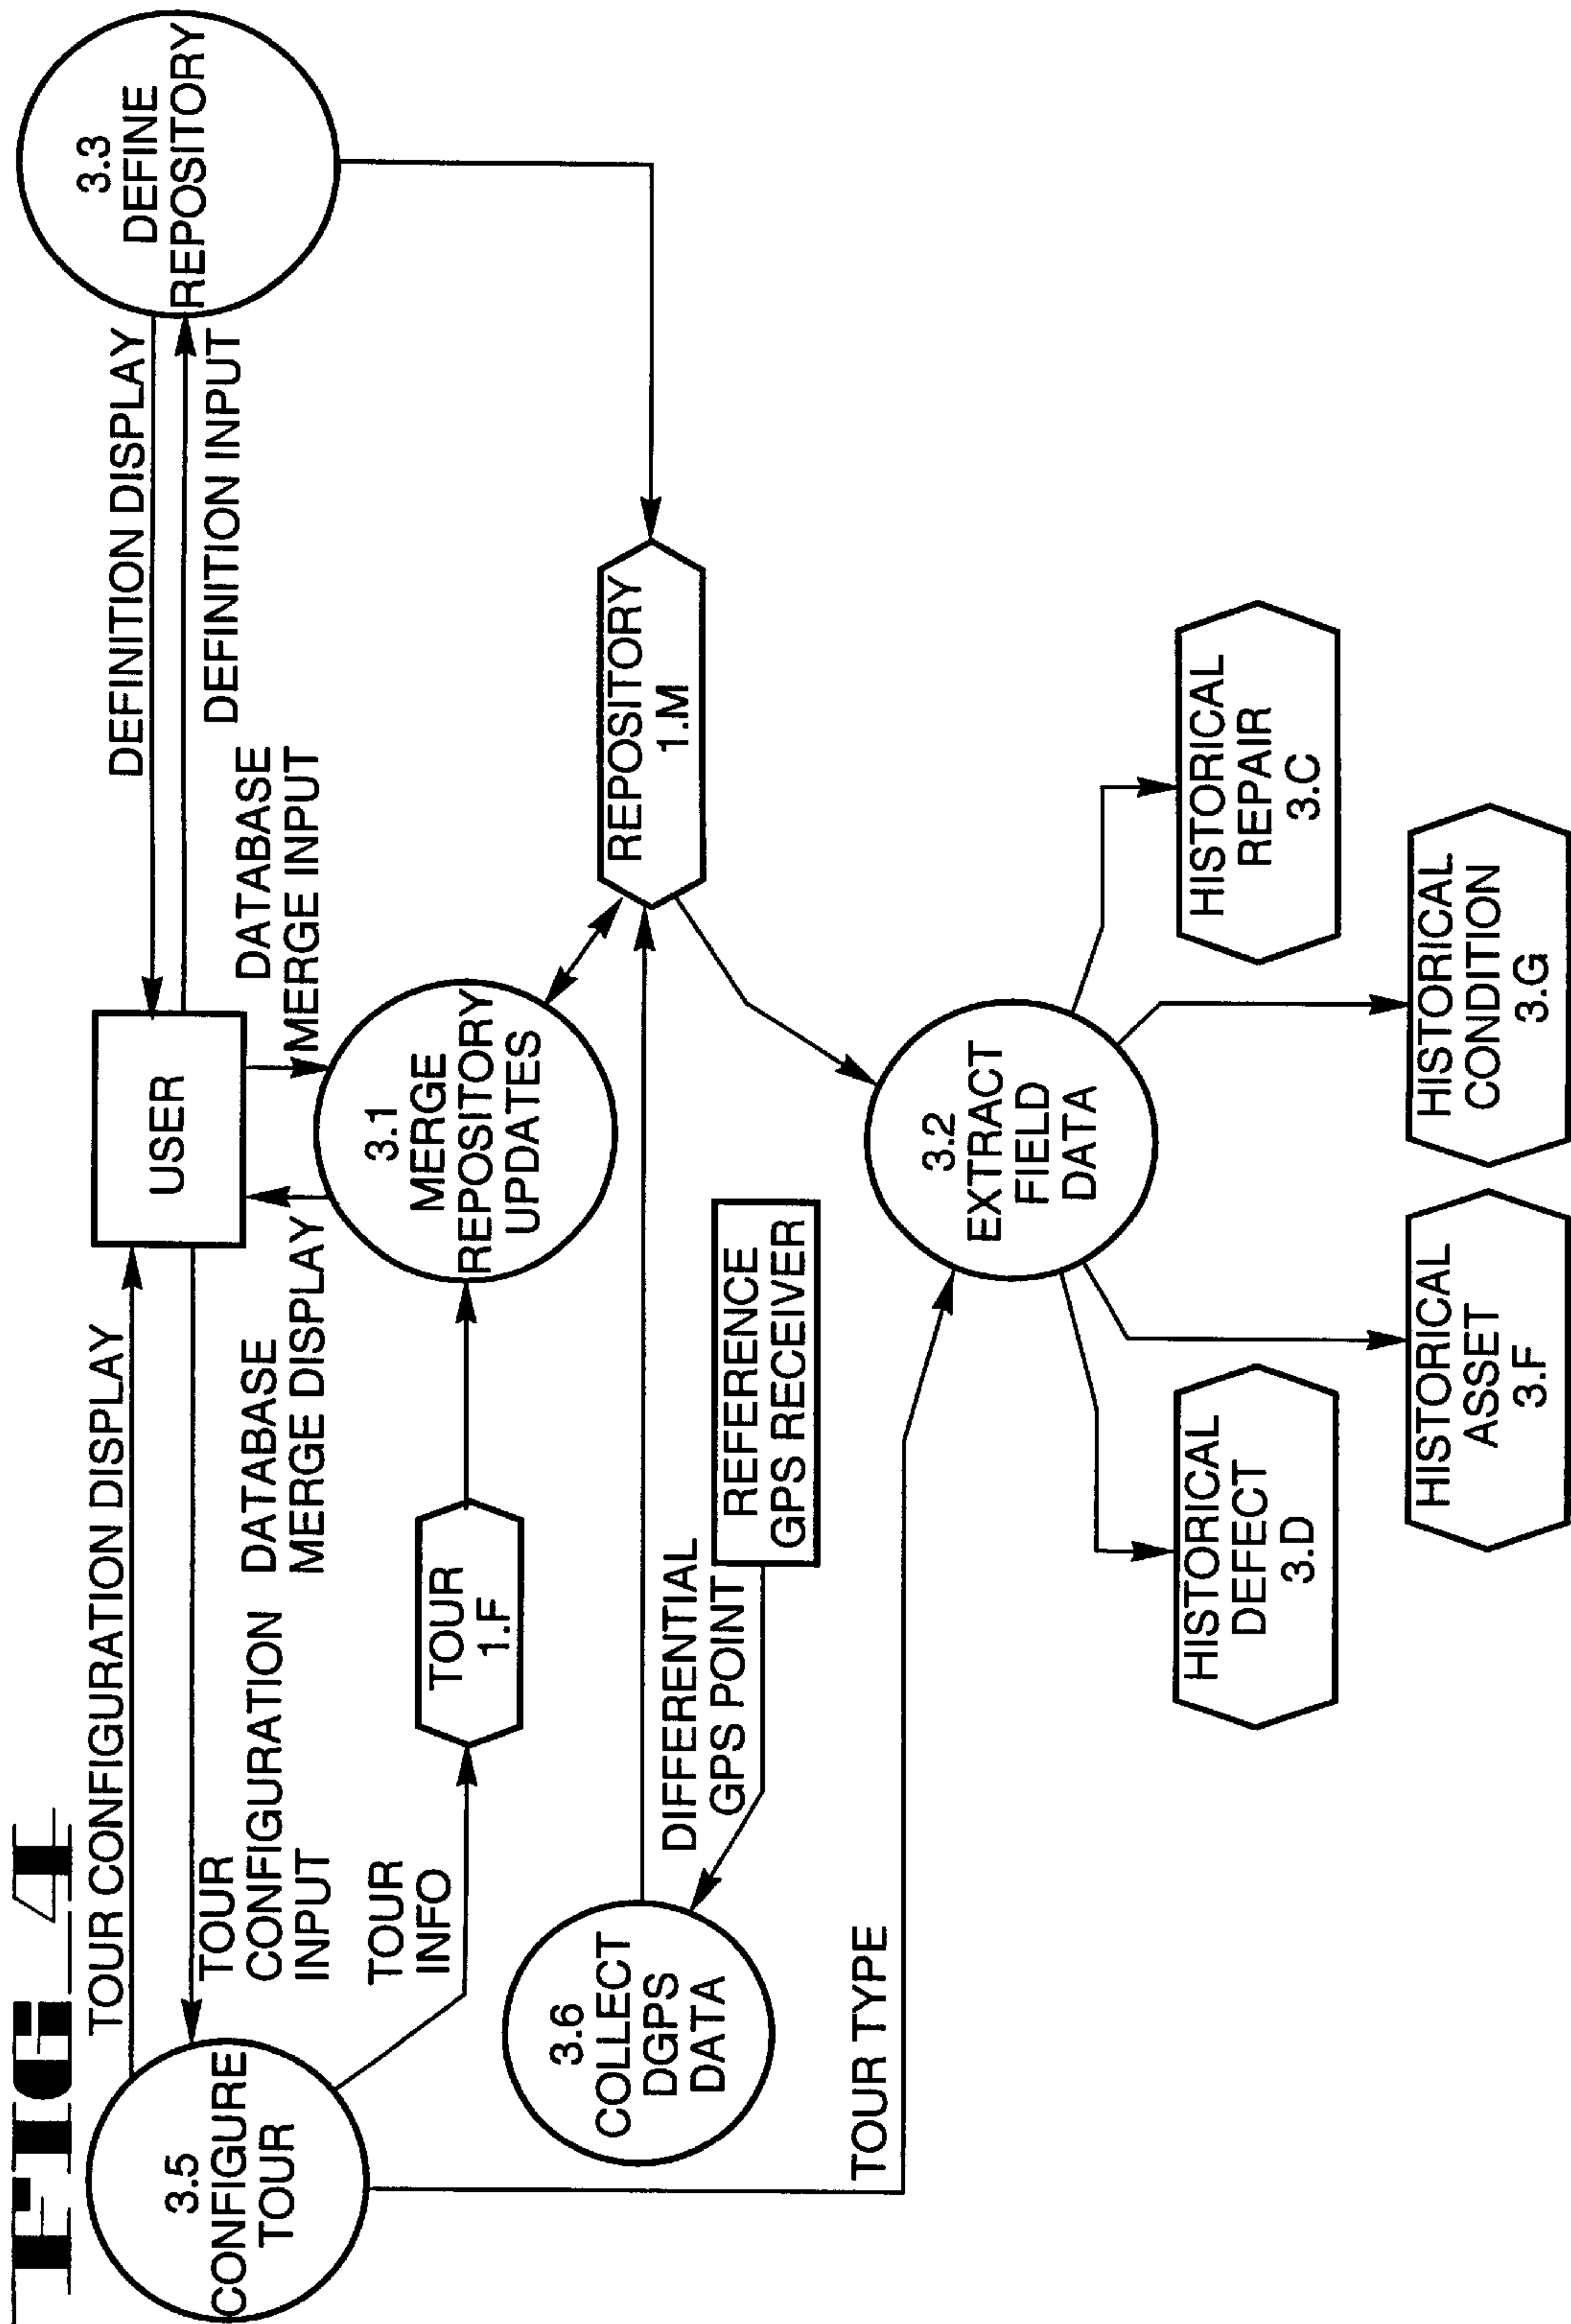 FIG_4
TOUR CONFIGURATION DISPLAY
DEFINITION DISPLAY
3.5
CONFIGURE
TOUR
USER
3.3
DEFINE
REPOSITORY
TOUR
CONFIGURATION
INPUT
DATABASE
MERGE DISPLAY
DATABASE
MERGE INPUT
DEFINITION INPUT
TOUR
INFO
TOUR
1.F
3.1
MERGE
REPOSITORY
UPDATES
REPOSITORY
1.M
3.6
COLLECT
DGPS
DATA
DIFFERENTIAL
GPS POINT
REFERENCE
GPS RECEIVER
TOUR TYPE
3.2
EXTRACT
FIELD
DATA
HISTORICAL
DEFECT
3.D
HISTORICAL
REPAIR
3.C
HISTORICAL
ASSET
3.F
HISTORICAL
CONDITION
3.G